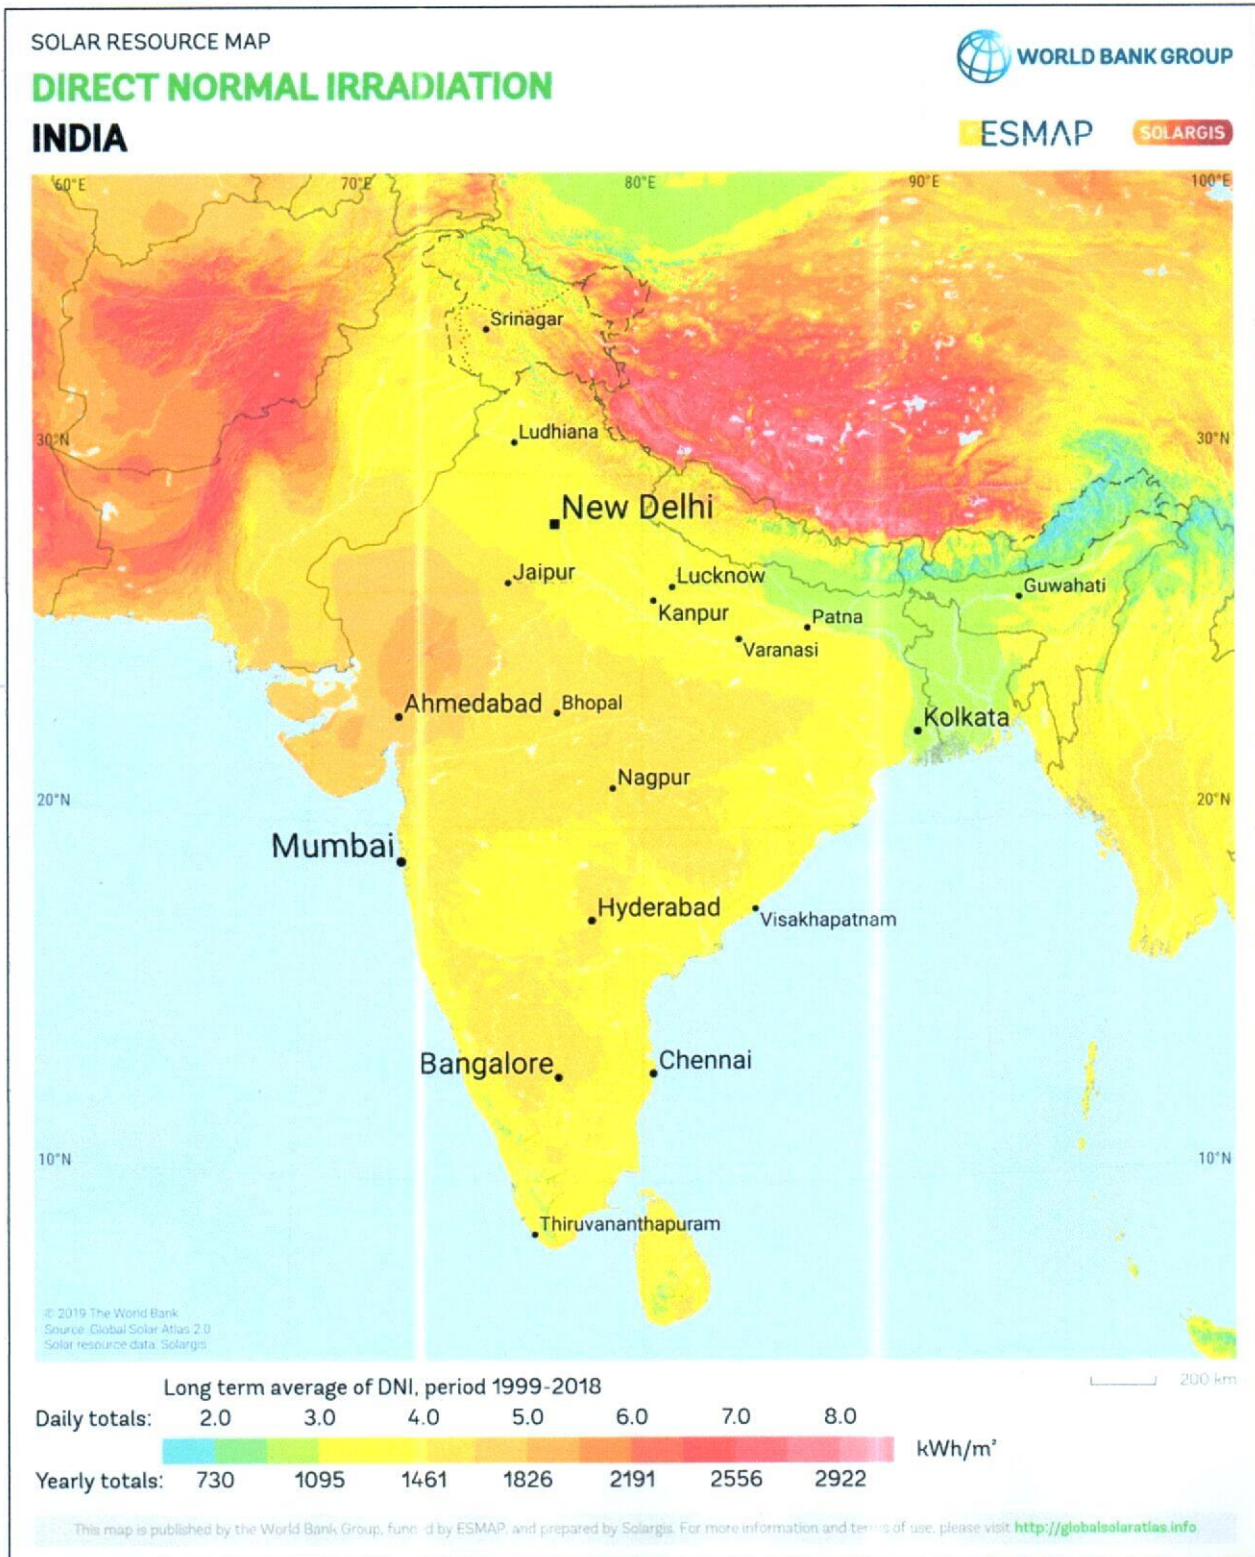 SOLAR RESOURCE MAP
DIRECT NORMAL IRRADIATION
INDIA
WORLD BANK GROUP
ESMAP
SOLARGIS
60°E
70°E
80°E
90°E
100°E
Srinagar
30°N
Ludhiana
30°N
New Delhi
Jaipur
Lucknow
Guwahati
Kanpur
Patna
Varanasi
Ahmedabad
Bhopal
Kolkata
Nagpur
20°N
20°N
Mumbai
Hyderabad
Visakhapatnam
Bangalore
Chennai
10°N
10°N
Thiruvananthapuram
© 2019 The World Bank
Source: Global Solar Atlas 2.0
Solar resource data: Solargis
200 km
Long term average of DNI, period 1999-2018
Daily totals: 2.0 3.0 4.0 5.0 6.0 7.0 8.0
kWh/m²
Yearly totals: 730 1095 1461 1826 2191 2556 2922
This map is published by the World Bank Group, fun d by ESMAP, and prepared by Solargis. For more information and terms of use, please visit http://globalsolaratlas.info